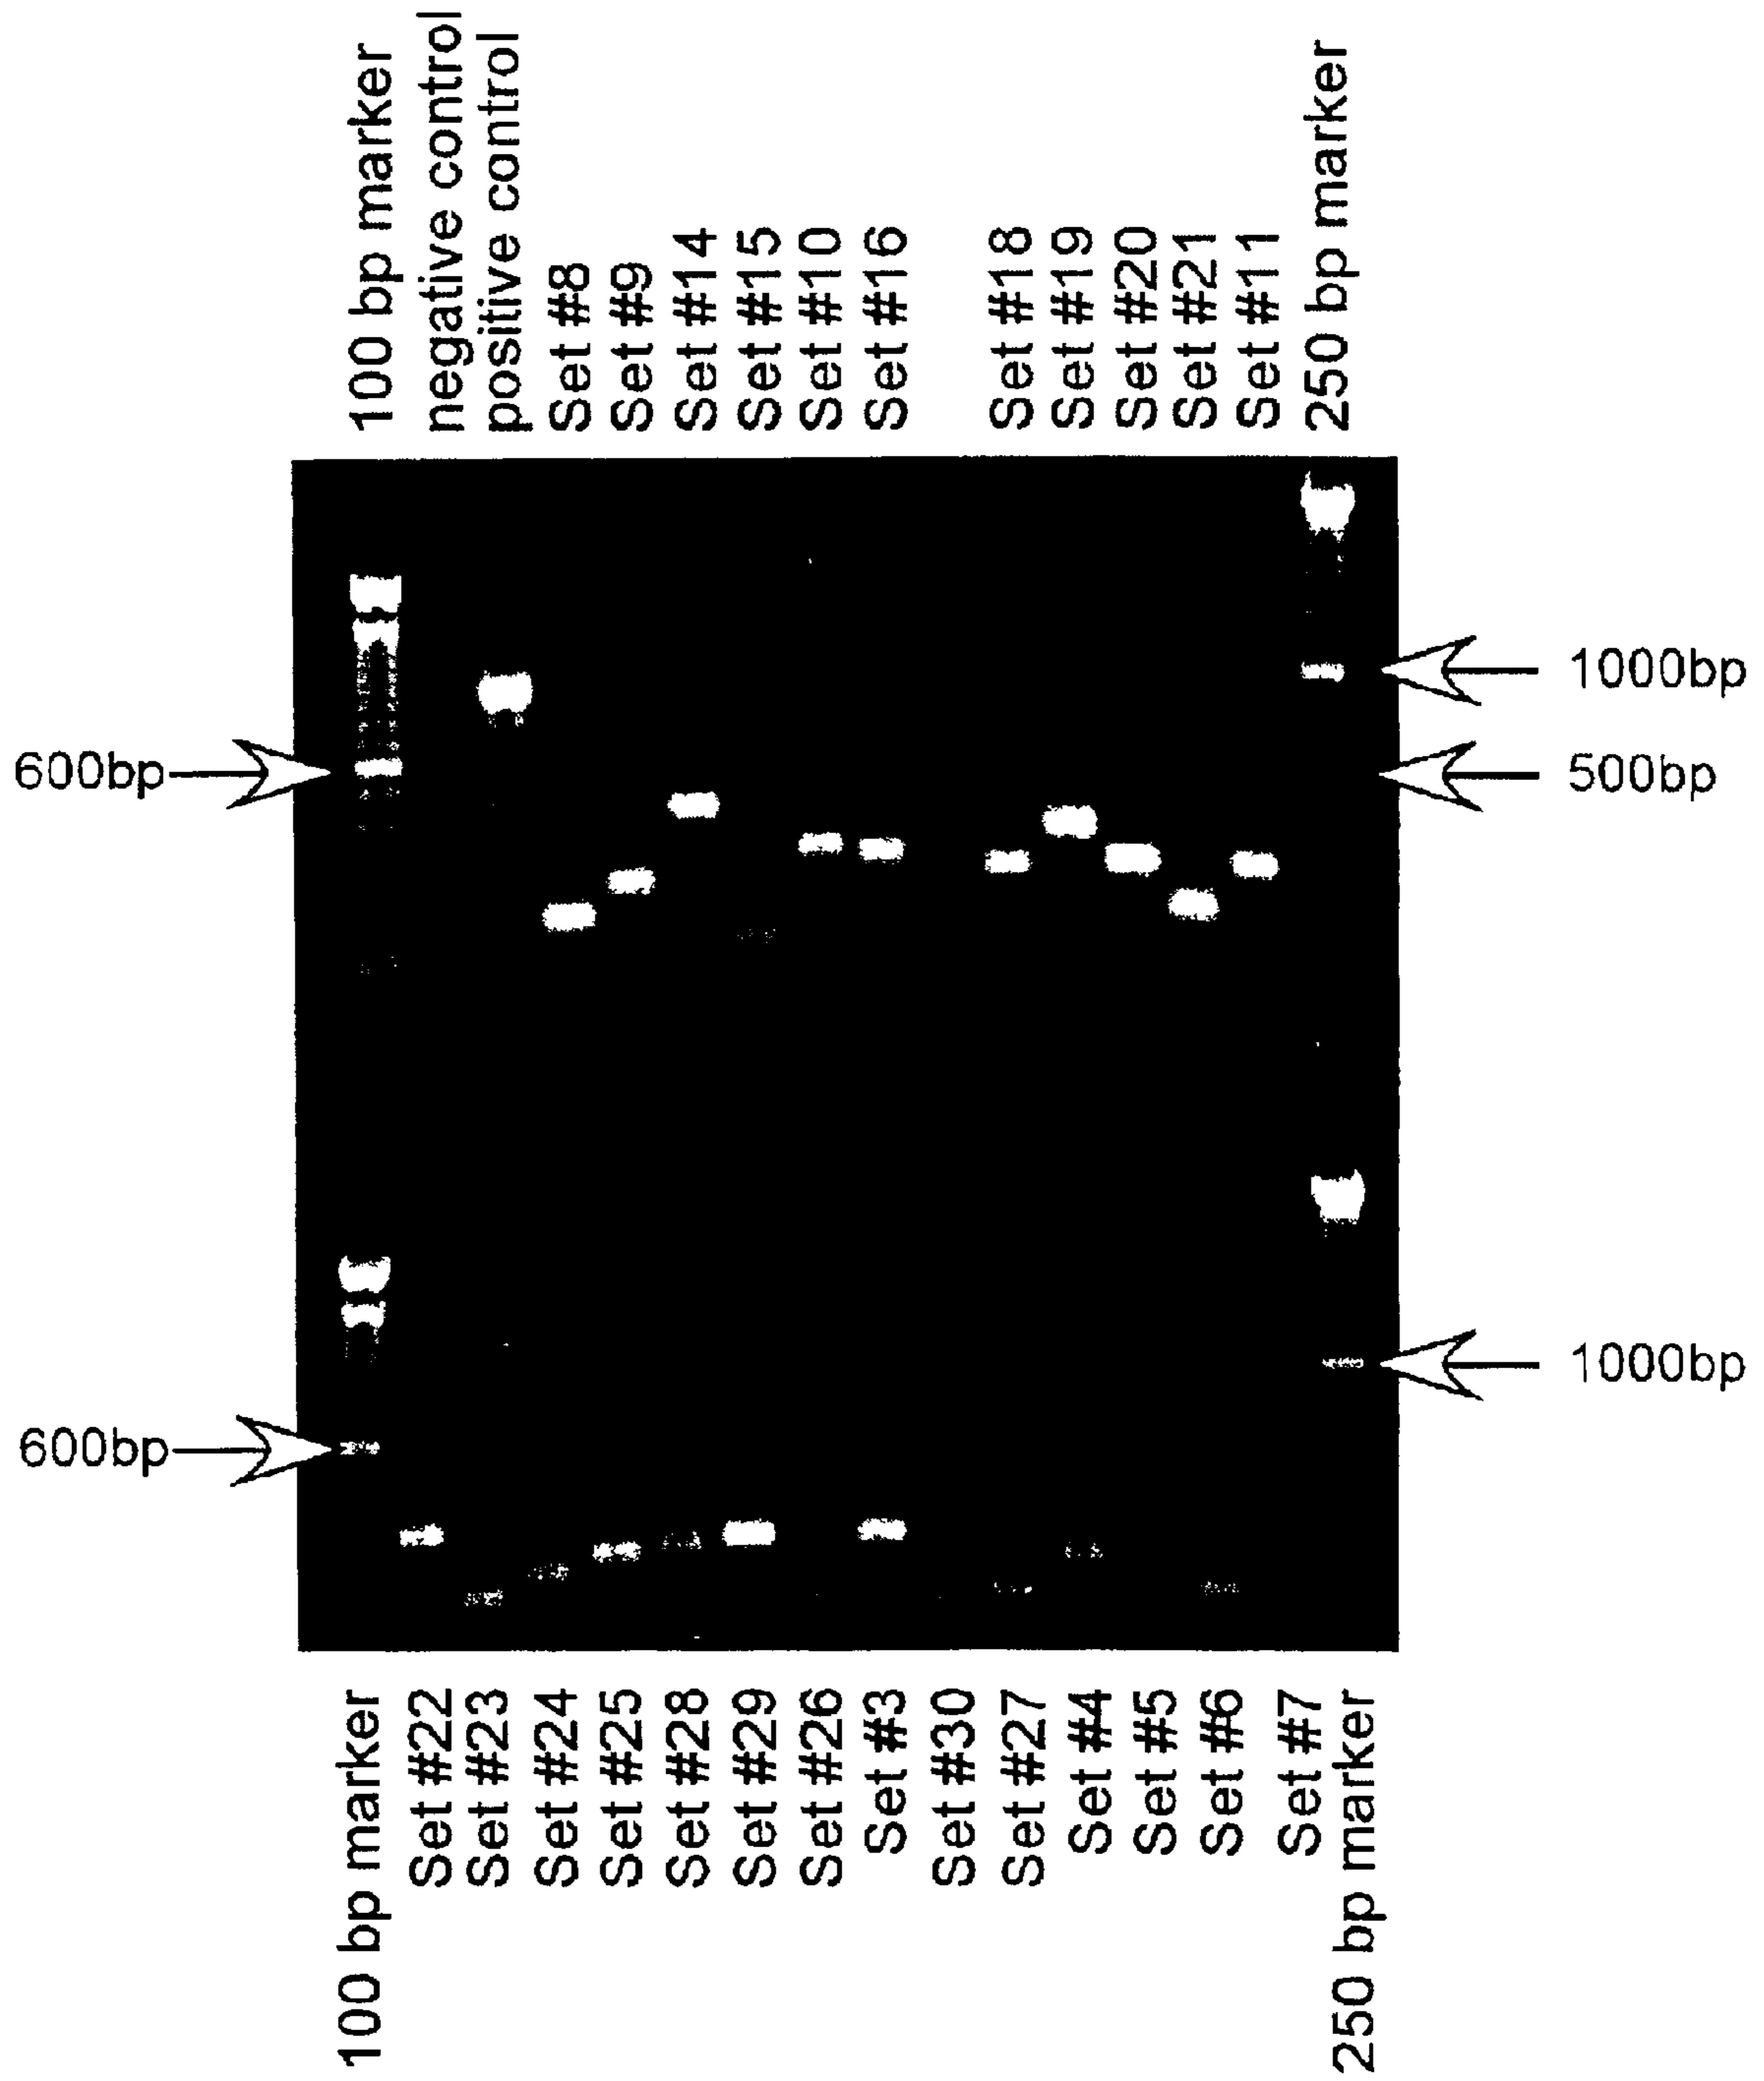 100 bp marker
negative control
positive control
Set #8
Set #9
Set #14
Set #15
Set #10
Set #16
Set #18
Set #19
Set #20
Set #21
Set #11
250 bp marker
600bp
1000bp
500bp
600bp
1000bp
100 bp marker
Set #22
Set #23
Set #24
Set #25
Set #28
Set #29
Set #26
Set #3
Set #30
Set #27
Set #4
Set #5
Set #6
Set #7
250 bp marker